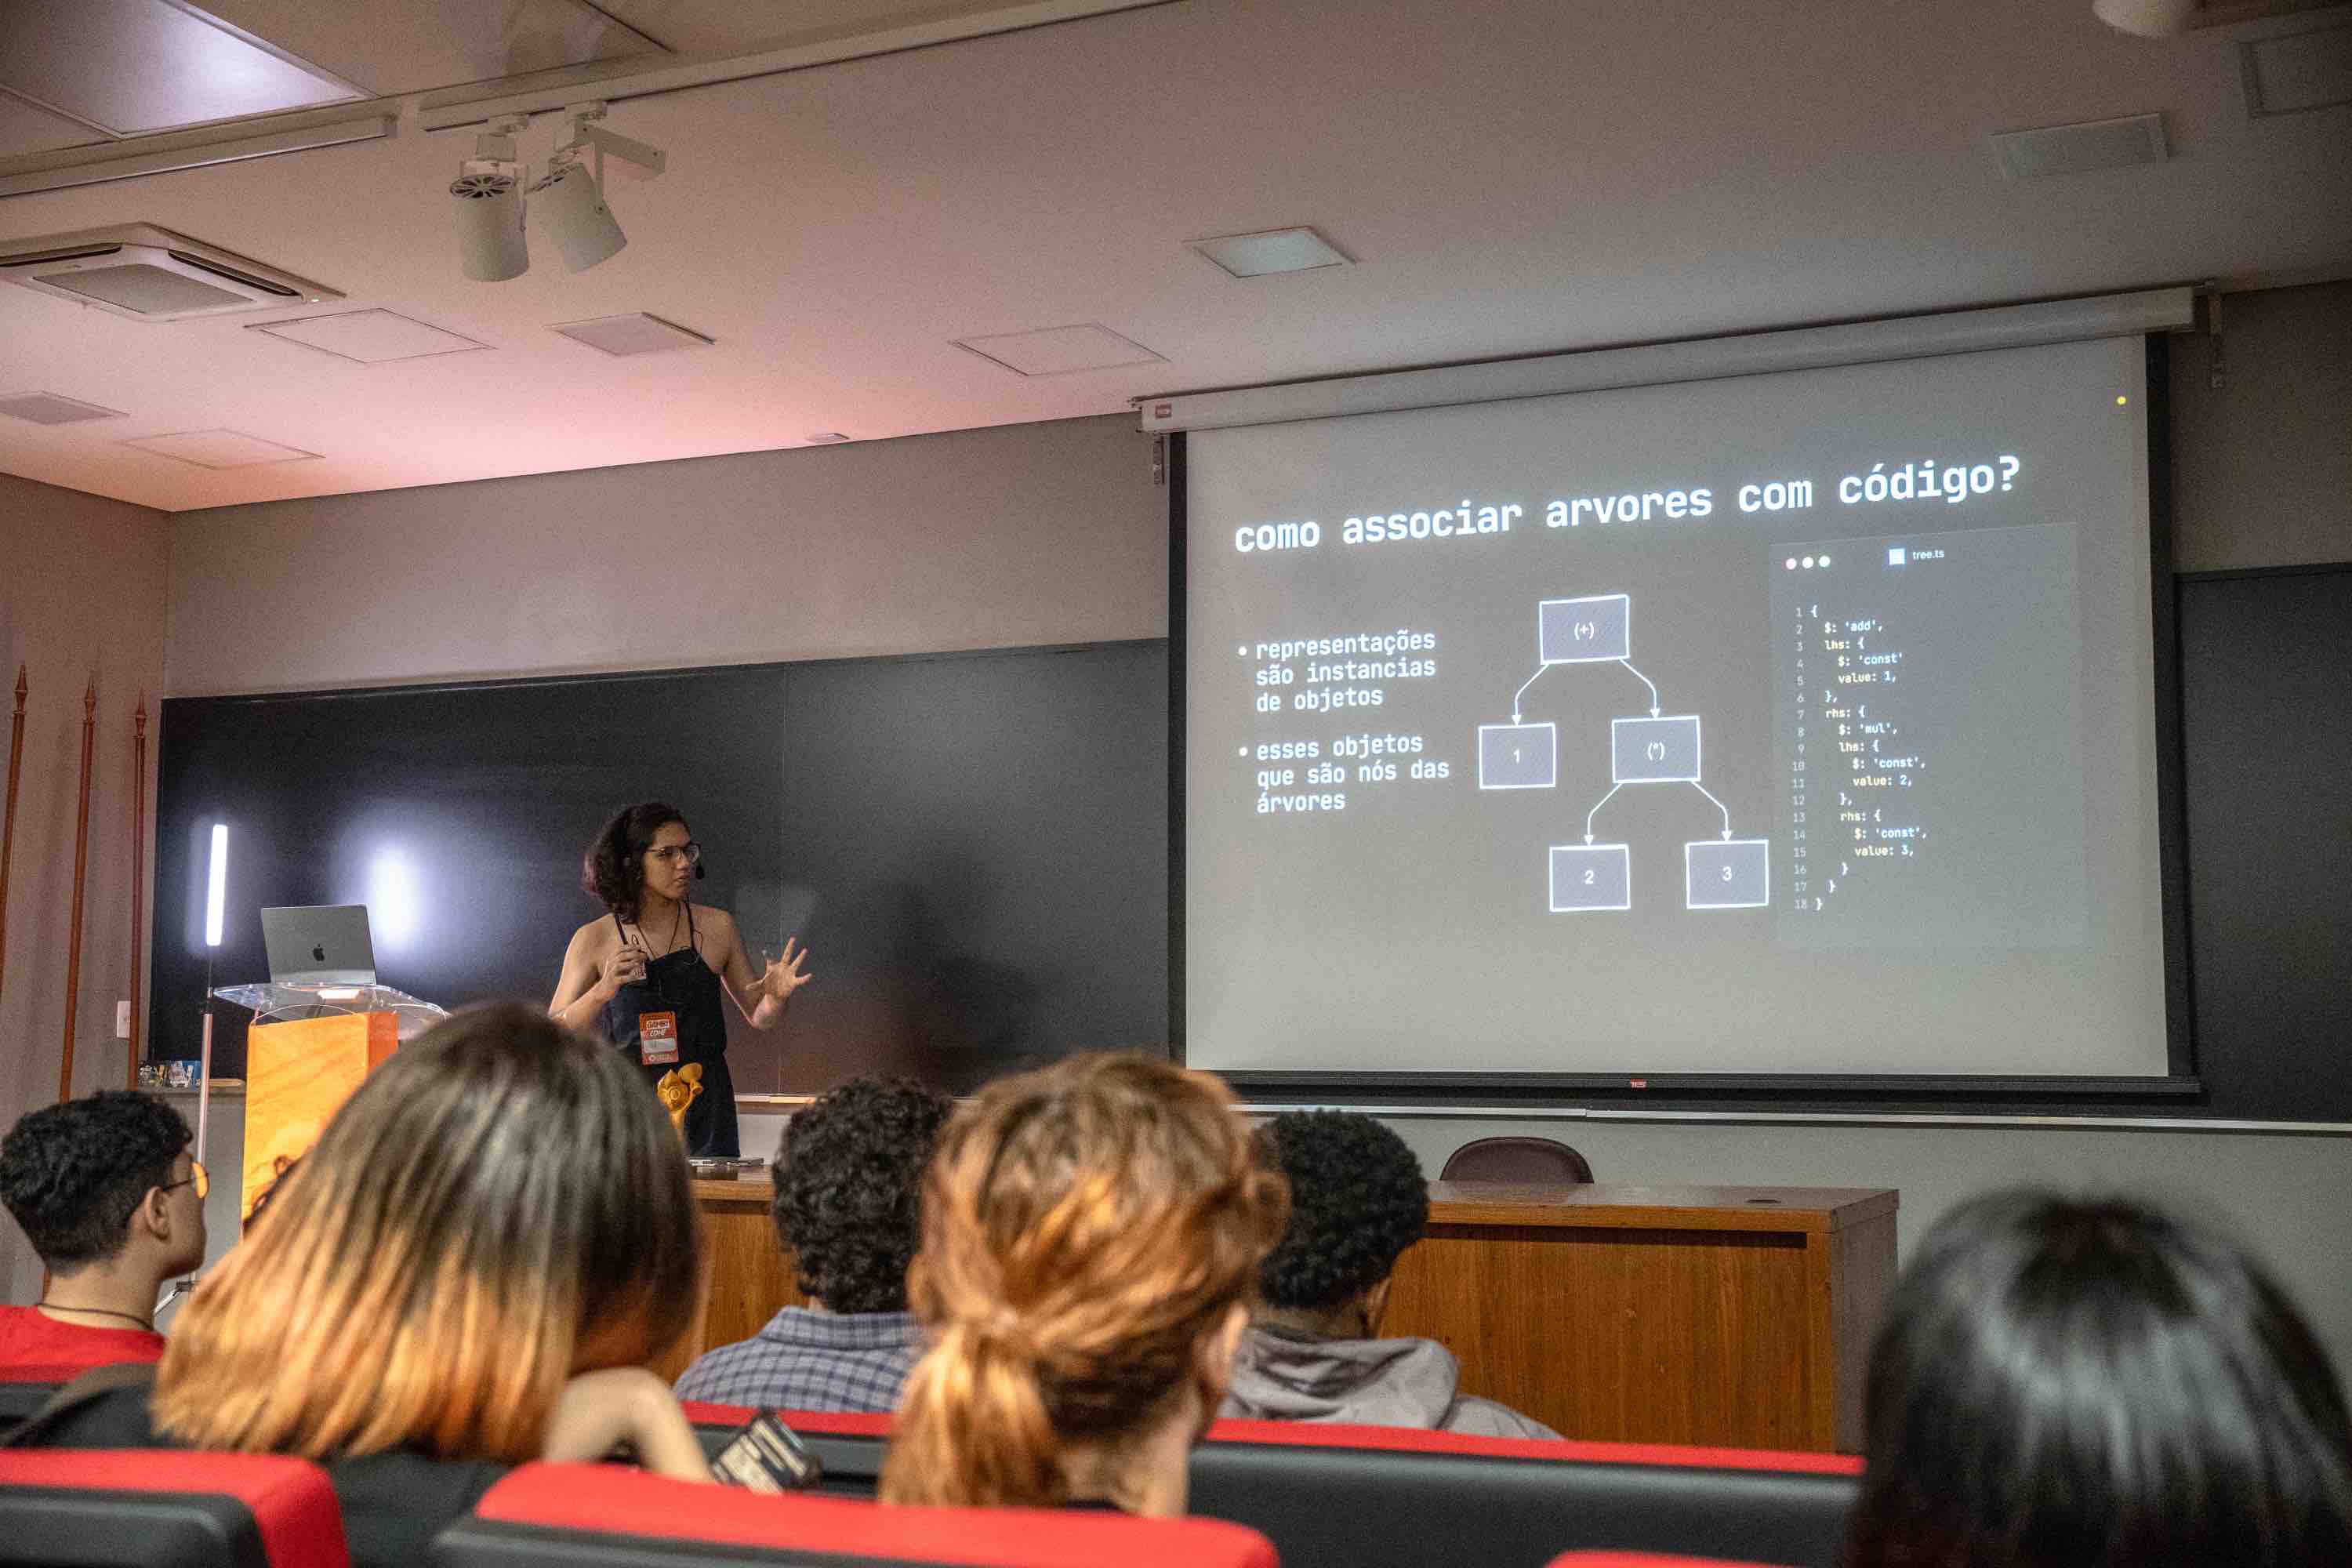 como associar arvores com código?
• representações
são instancias
de objetos
• esses objetos
que são nós das
árvores
(+)
1
(*)
2
3
tree.ts
1 {
2 $: 'add',
3 lhs: {
4 $: 'const'
5 value: 1,
6 },
7 rhs: {
8 $: 'mul',
9 lhs: {
10 $: 'const',
11 value: 2,
12 },
13 rhs: {
14 $: 'const',
15 value: 3,
16 }
17 }
18 }
CONF
TES